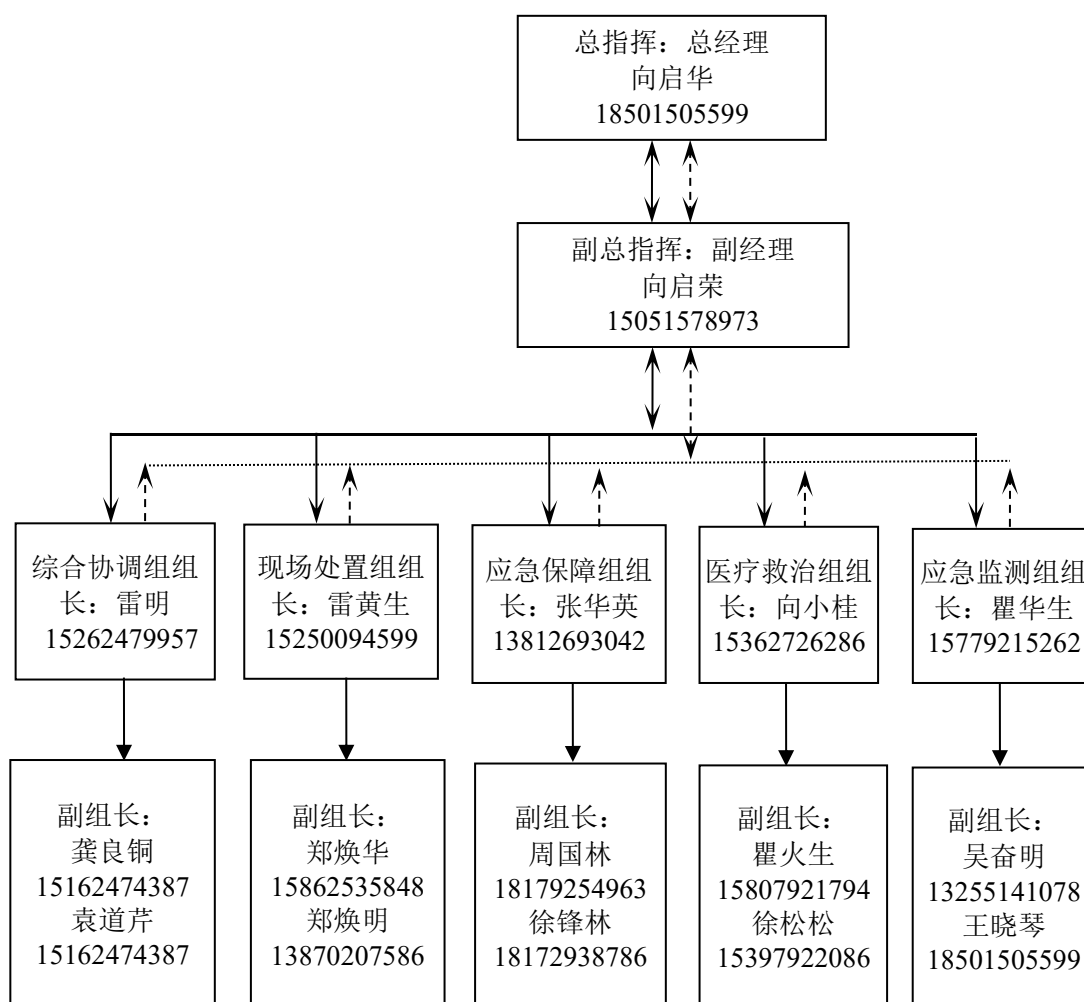 总指挥：总经理
向启华
18501505599
副总指挥：副经理
向启荣
15051578973
综合协调组组
长：雷明
15262479957
现场处置组组
长：雷黄生
15250094599
应急保障组组
长：张华英
13812693042
医疗救治组组
长：向小桂
15362726286
应急监测组组
长：瞿华生
15779215262
副组长：
龚良铜
15162474387
袁道芹
15162474387
副组长：
郑焕华
15862535848
郑焕明
13870207586
副组长：
周国林
18179254963
徐锋林
18172938786
副组长：
瞿火生
15807921794
徐松松
15397922086
副组长：
吴奋明
13255141078
王晓琴
18501505599